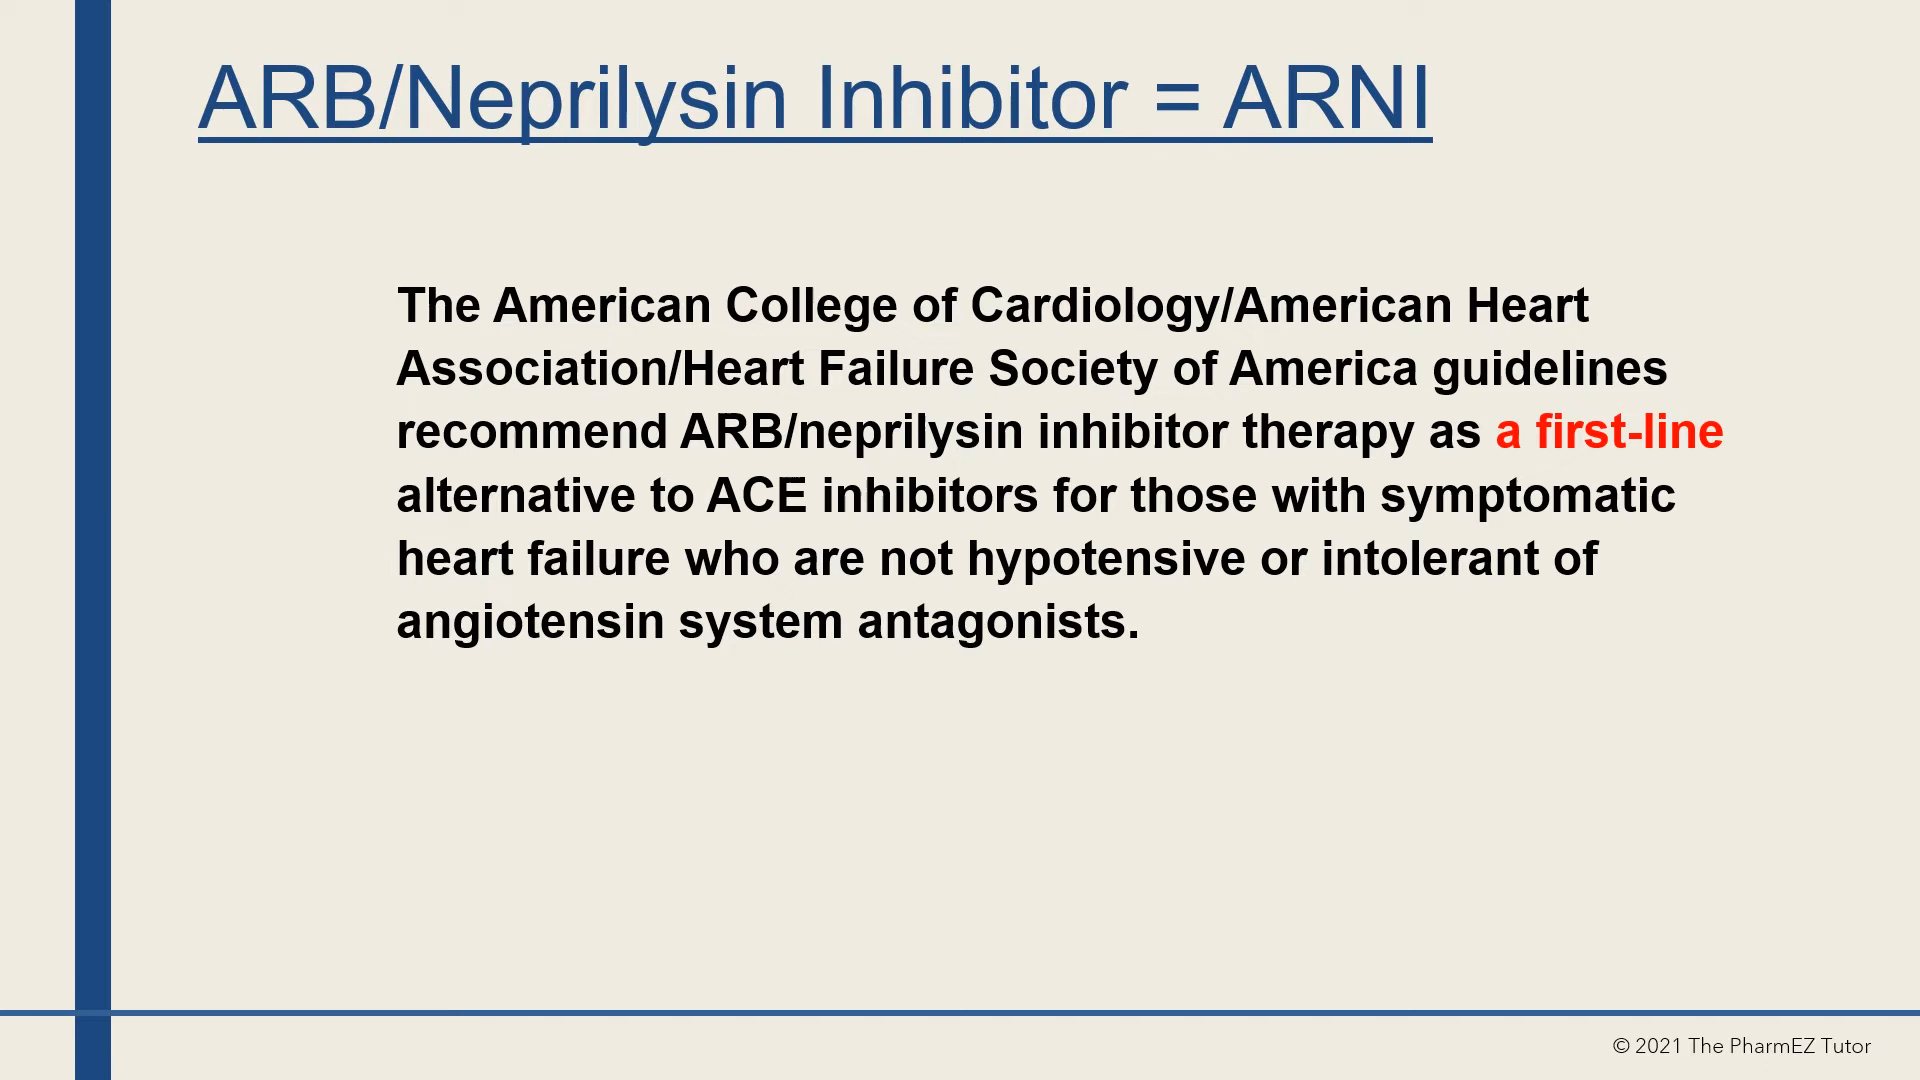 ARB/Neprilysin Inhibitor = ARNI
The American College of Cardiology/American Heart
Association/Heart Failure Society of America guidelines
recommend ARB/neprilysin inhibitor therapy as a first-line
alternative to ACE inhibitors for those with symptomatic
heart failure who are not hypotensive or intolerant of
angiotensin system antagonists.
© 2021 The PharmEZ Tutor